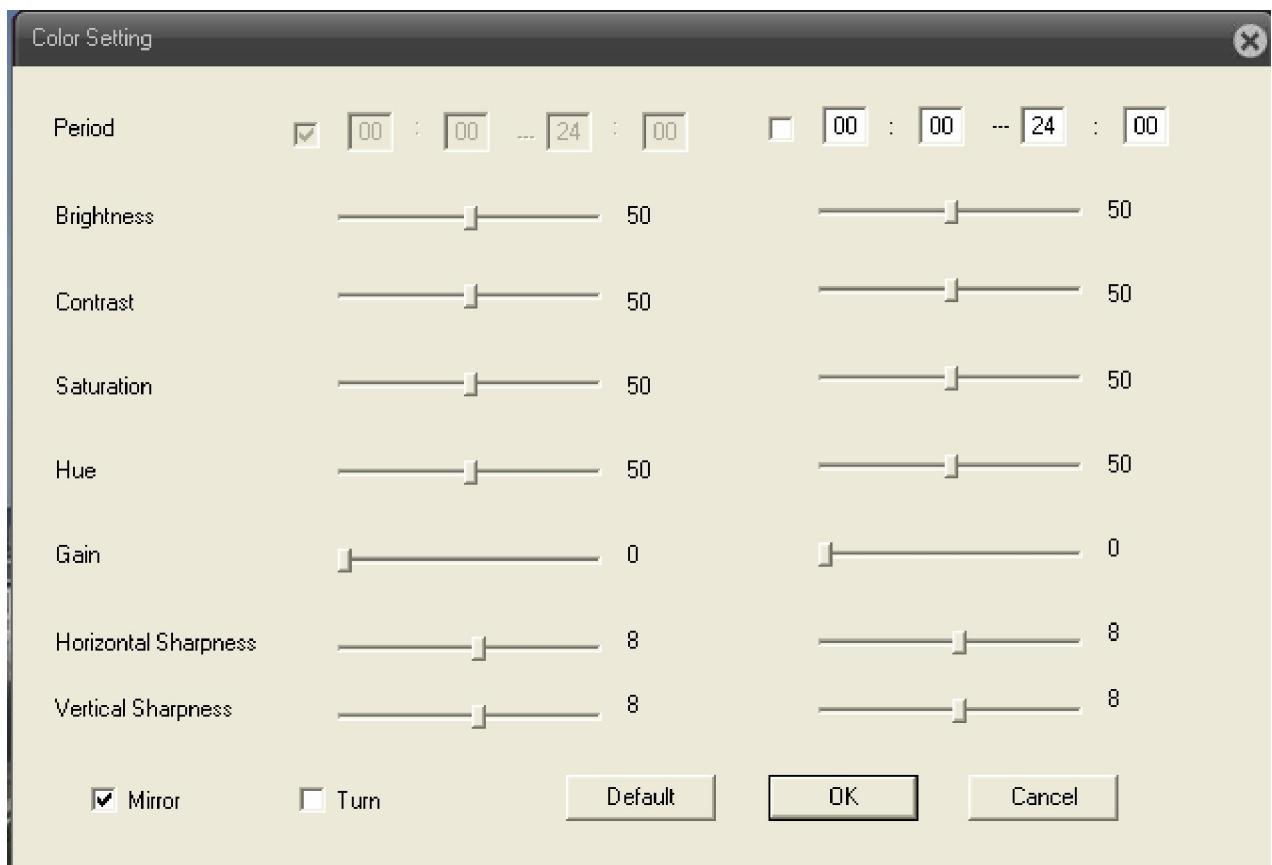 Color Setting
Period 00 : 00 --- 24 : 00 00 : 00 --- 24 : 00
Brightness 50 50
Contrast 50 50
Saturation 50 50
Hue 50 50
Gain 0 0
Horizontal Sharpness 8 8
Vertical Sharpness 8 8
Mirror Turn Default OK Cancel